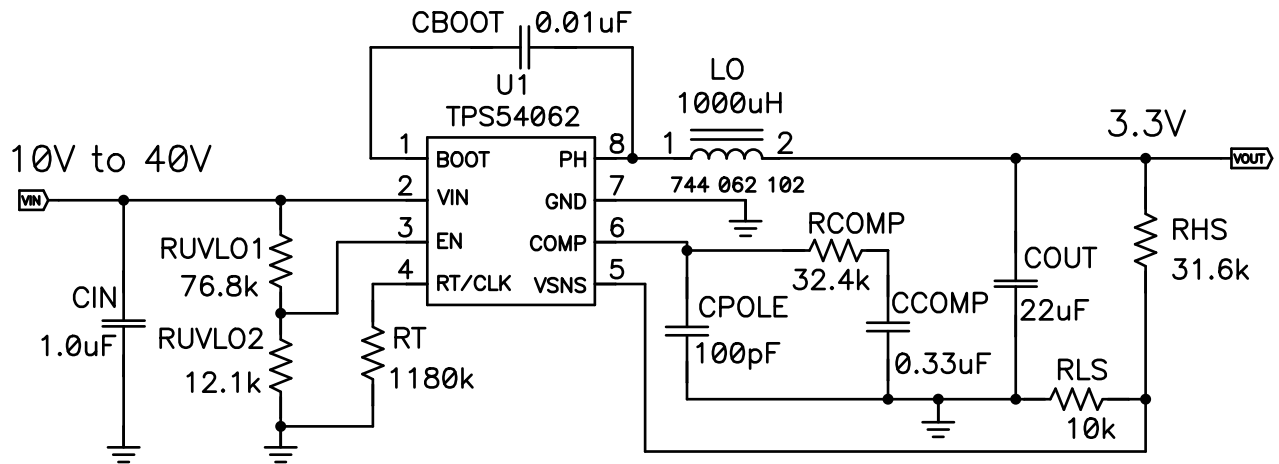 CBOOT 0.01uF
U1
TPS54062
LO
1000uH
1 2
744 062 102
3.3V
VOUT
10V to 40V
VIN
1 BOOT PH 8
2 VIN GND 7
3 EN COMP 6
4 RT/CLK VSNS 5
RUVLO1
76.8k
RUVLO2
12.1k
CIN
1.0uF
RT
1180k
RCOMP
32.4k
CPOLE
100pF
CCOMP
0.33uF
COUT
22uF
RHS
31.6k
RLS
10k